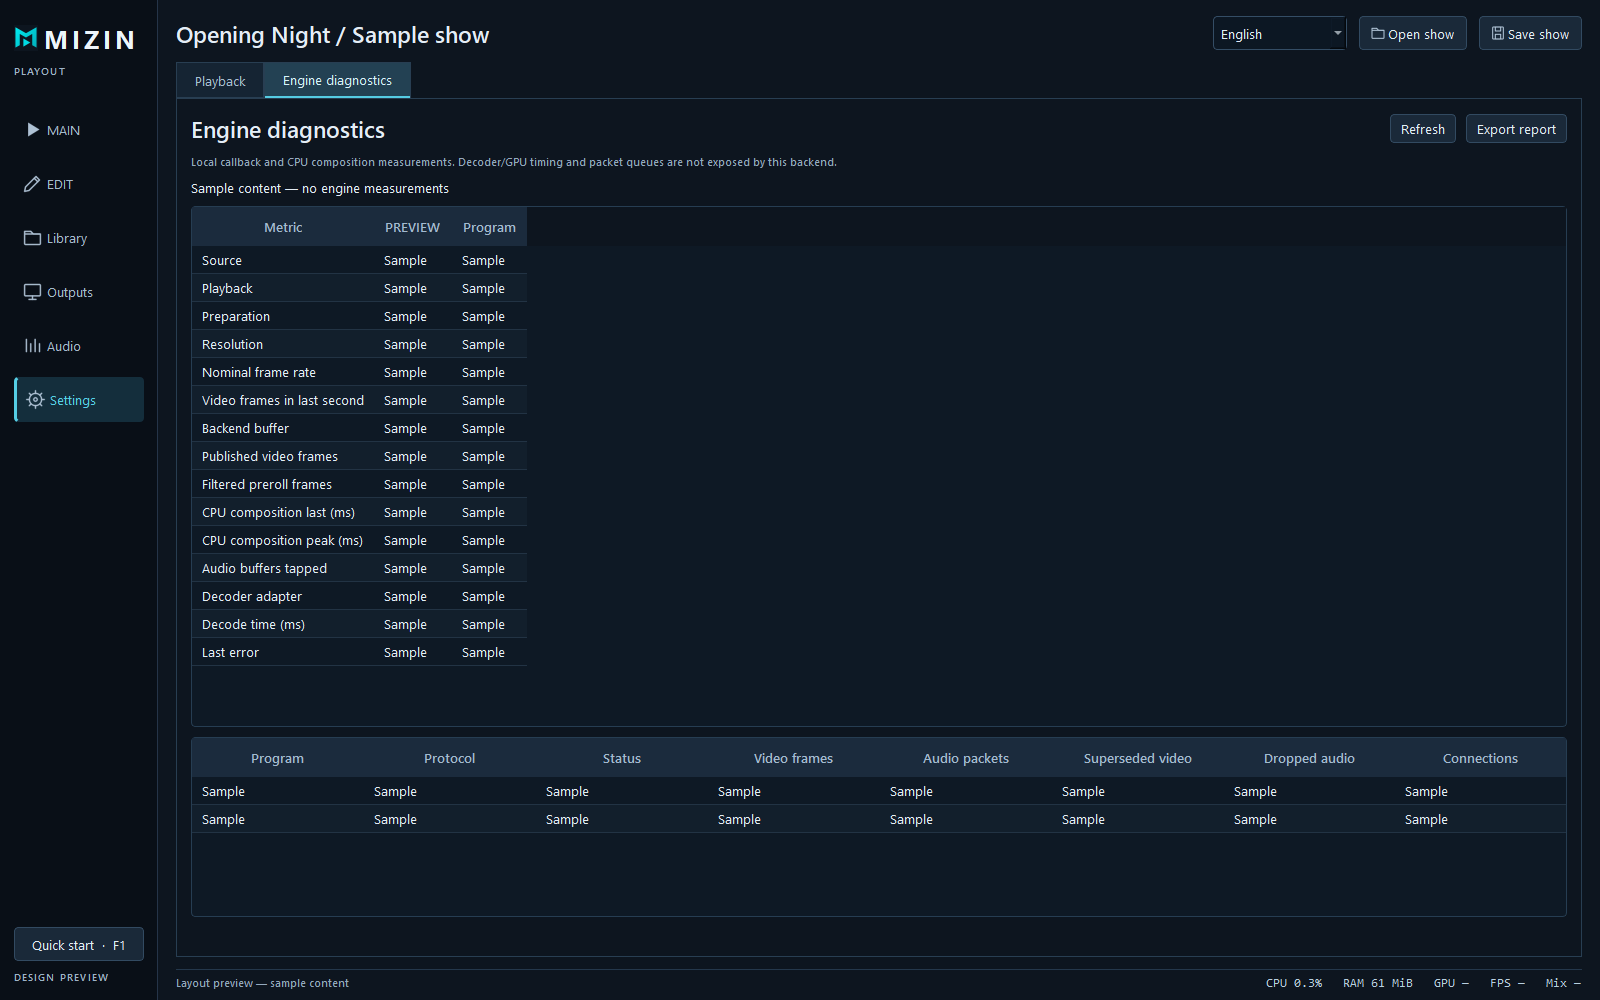 MIZIN
PLAYOUT
MAIN
EDIT
Library
Outputs
Audio
Settings
Quick start · F1
DESIGN PREVIEW
Opening Night / Sample show
English
Open show
Save show
Playback
Engine diagnostics
Engine diagnostics
Refresh
Export report
Local callback and CPU composition measurements. Decoder/GPU timing and packet queues are not exposed by this backend.
Sample content — no engine measurements
Metric PREVIEW Program
Source Sample Sample
Playback Sample Sample
Preparation Sample Sample
Resolution Sample Sample
Nominal frame rate Sample Sample
Video frames in last second Sample Sample
Backend buffer Sample Sample
Published video frames Sample Sample
Filtered preroll frames Sample Sample
CPU composition last (ms) Sample Sample
CPU composition peak (ms) Sample Sample
Audio buffers tapped Sample Sample
Decoder adapter Sample Sample
Decode time (ms) Sample Sample
Last error Sample Sample
Program Protocol Status Video frames Audio packets Superseded video Dropped audio Connections
Sample Sample Sample Sample Sample Sample Sample Sample
Sample Sample Sample Sample Sample Sample Sample Sample
Layout preview — sample content
CPU 0.3% RAM 61 MiB GPU — FPS — Mix —